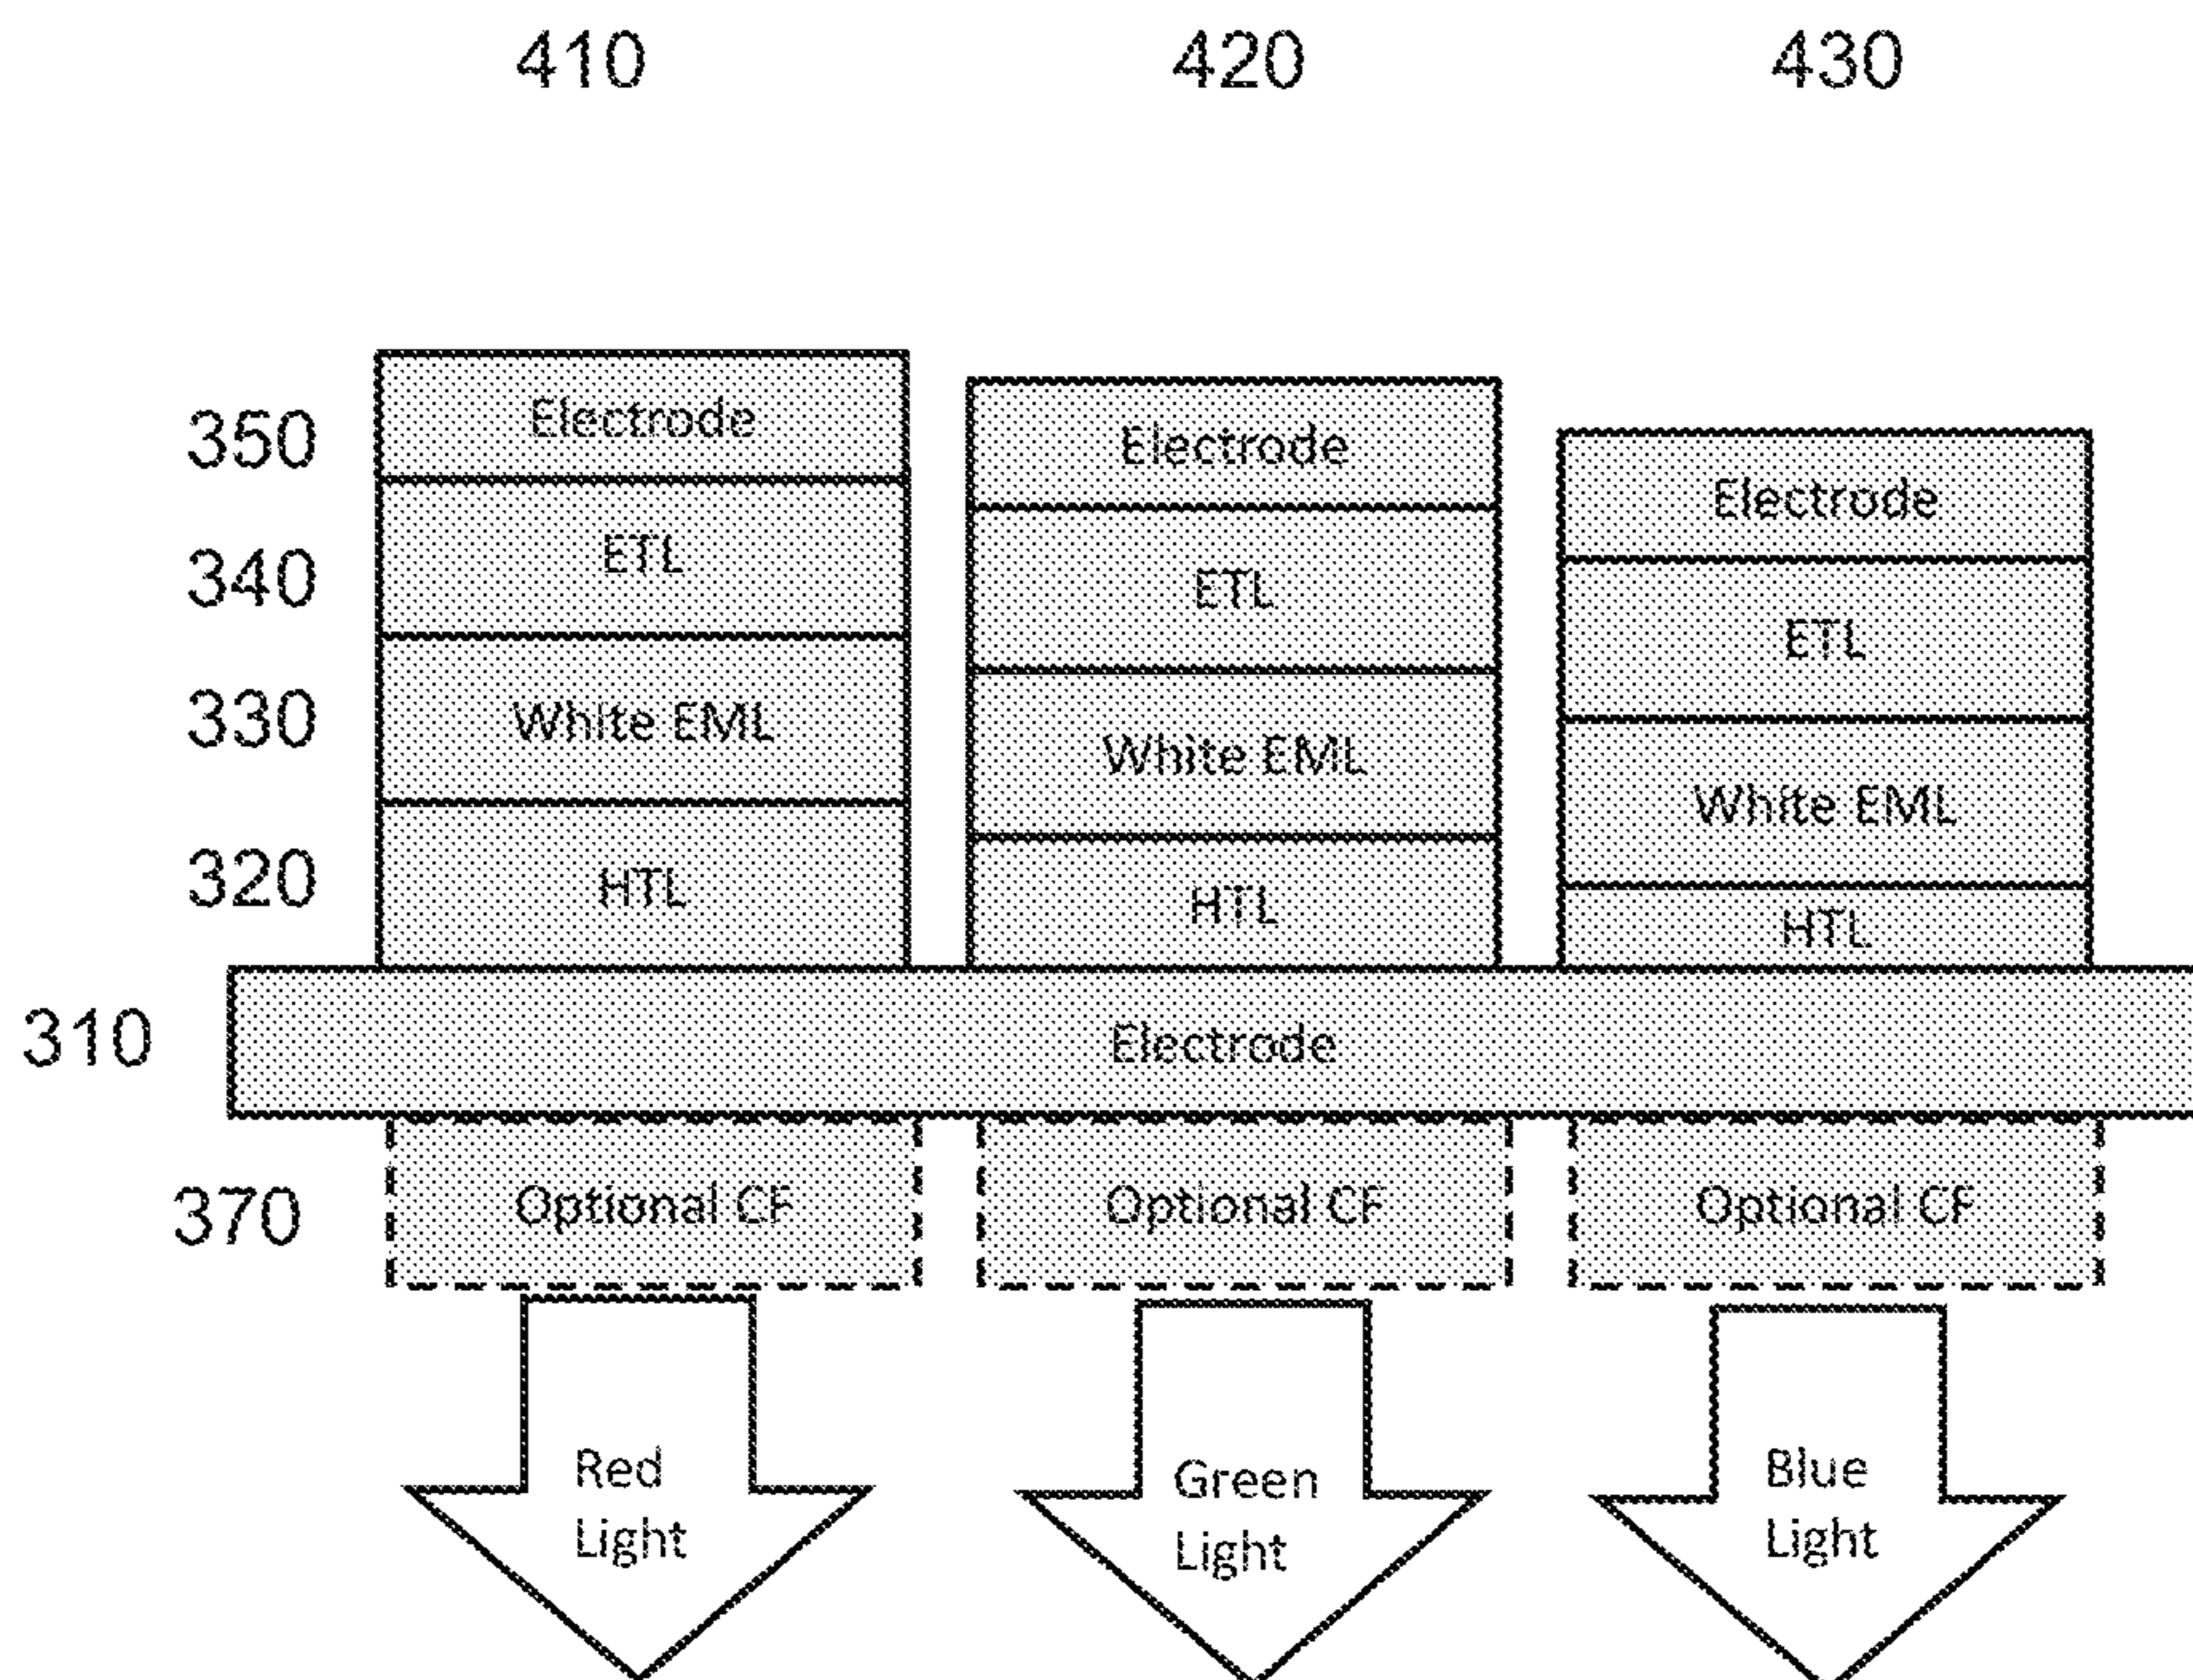 410 420 430
350 Electrode Electrode Electrode
340 ETL ETL ETL
330 White EML White EML White EML
320 HTL HTL HTL
310 Electrode
370 Optional CF Optional CF Optional CF
Red Green Blue
Light Light Light